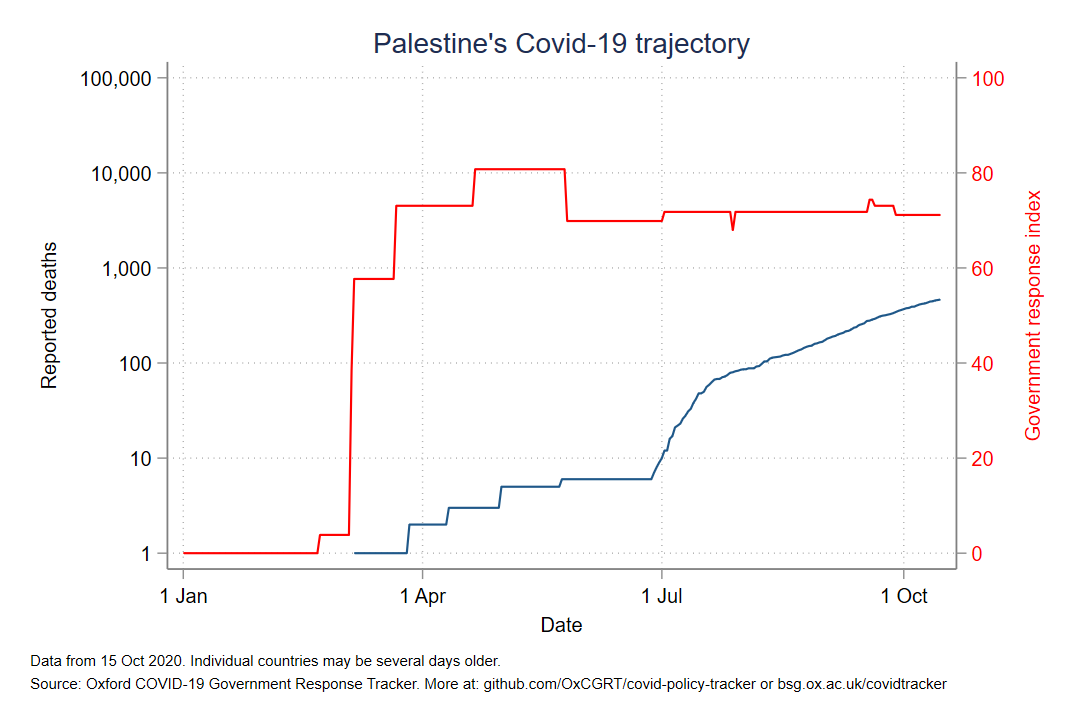 Palestine's Covid-19 trajectory
100,000
10,000
1,000
100
10
1
Reported deaths
100
80
60
40
20
0
Government response index
1 Jan
1 Apr
1 Jul
1 Oct
Date
Data from 15 Oct 2020. Individual countries may be several days older.
Source: Oxford COVID-19 Government Response Tracker. More at: github.com/OxCGRT/covid-policy-tracker or bsg.ox.ac.uk/covidtracker